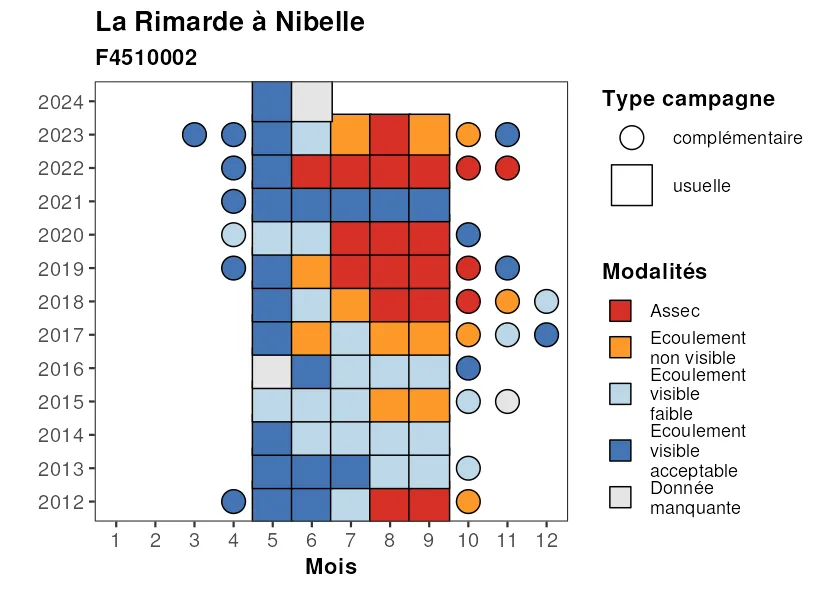 La Rimarde à Nibelle
F4510002
2024
2023
2022
2021
2020
2019
2018
2017
2016
2015
2014
2013
2012
1 2 3 4 5 6 7 8 9 10 11 12
Mois
Type campagne
complémentaire
usuelle
Modalités
Assec
Ecoulement
non visible
Ecoulement
visible
faible
Ecoulement
visible
acceptable
Donnée
manquante